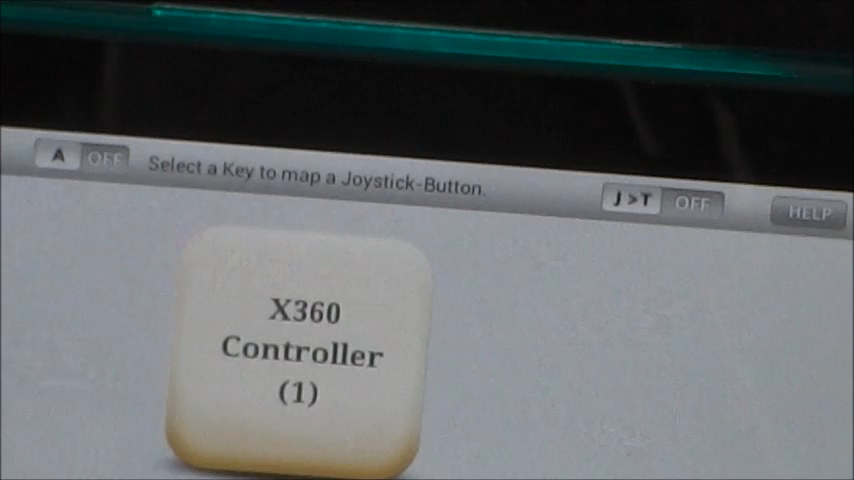 A OFF Select a Key to map a Joystick-Button. J >T OFF HELP
X360
Controller
(1)